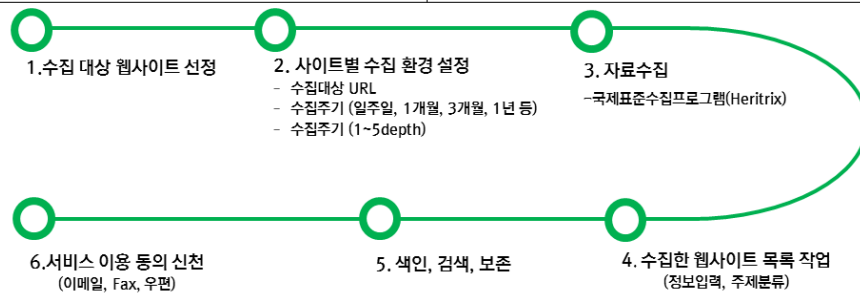 1.수집 대상 웹사이트 선정
2. 사이트별 수집 환경 설정
- 수집대상 URL
- 수집주기 (일주일, 1개월, 3개월, 1년 등)
- 수집주기 (1~5depth)
3. 자료수집
-국제표준수집프로그램(Heritrix)
4. 수집한 웹사이트 목록 작업
(정보입력, 주제분류)
5. 색인, 검색, 보존
6.서비스 이용 동의 신천
(이메일, Fax, 우편)